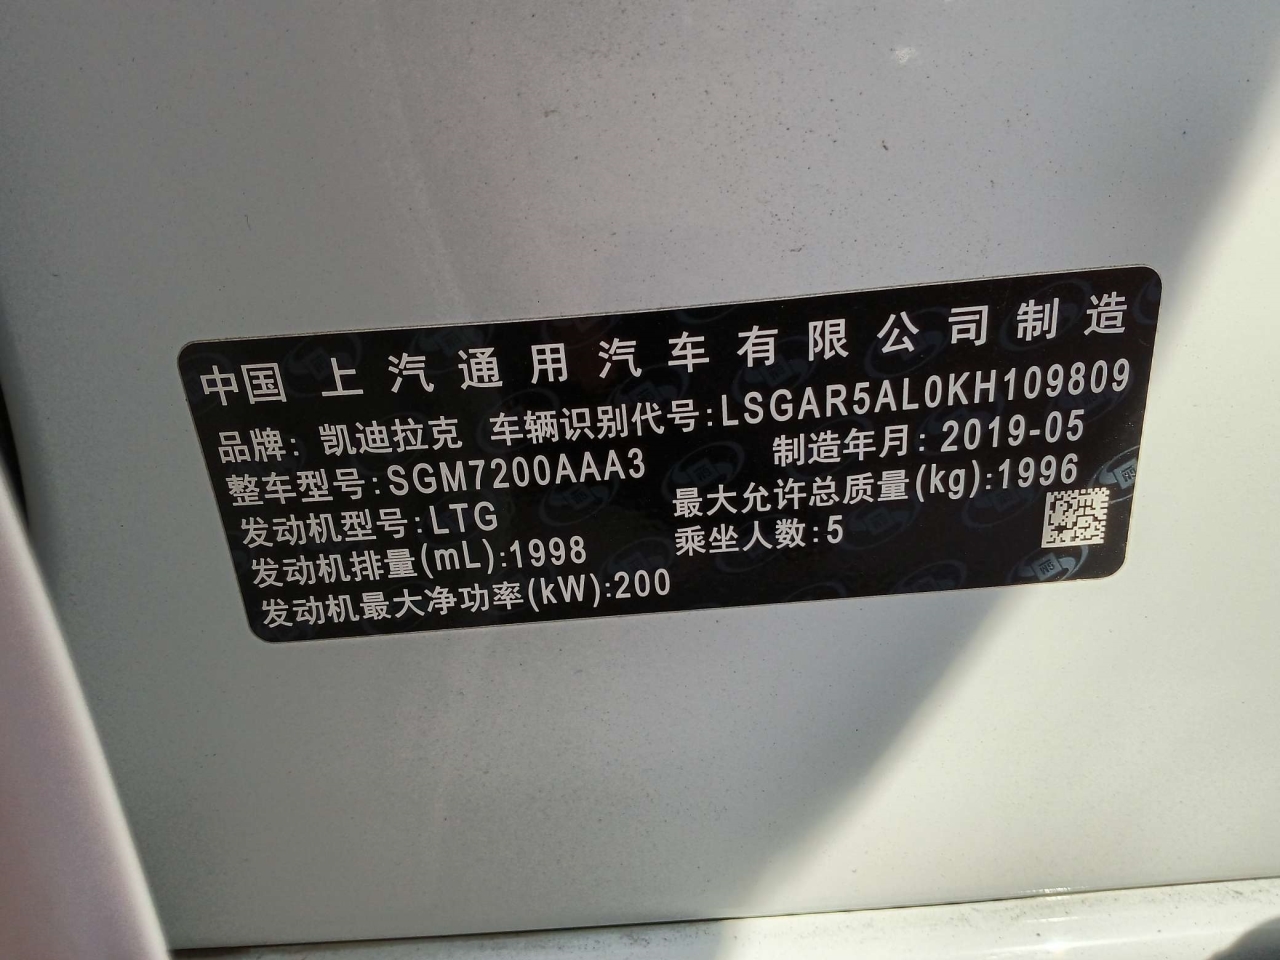 中国 上汽通用汽车有限公司制造
品牌: 凯迪拉克 车辆识别代号:LSGAR5AL0KH109809
整车型号:SGM7200AAA3 制造年月: 2019-05
发动机型号:LTG 最大允许总质量(kg):1996
发动机排量(mL):1998 乘坐人数:5
发动机最大净功率(kW):200